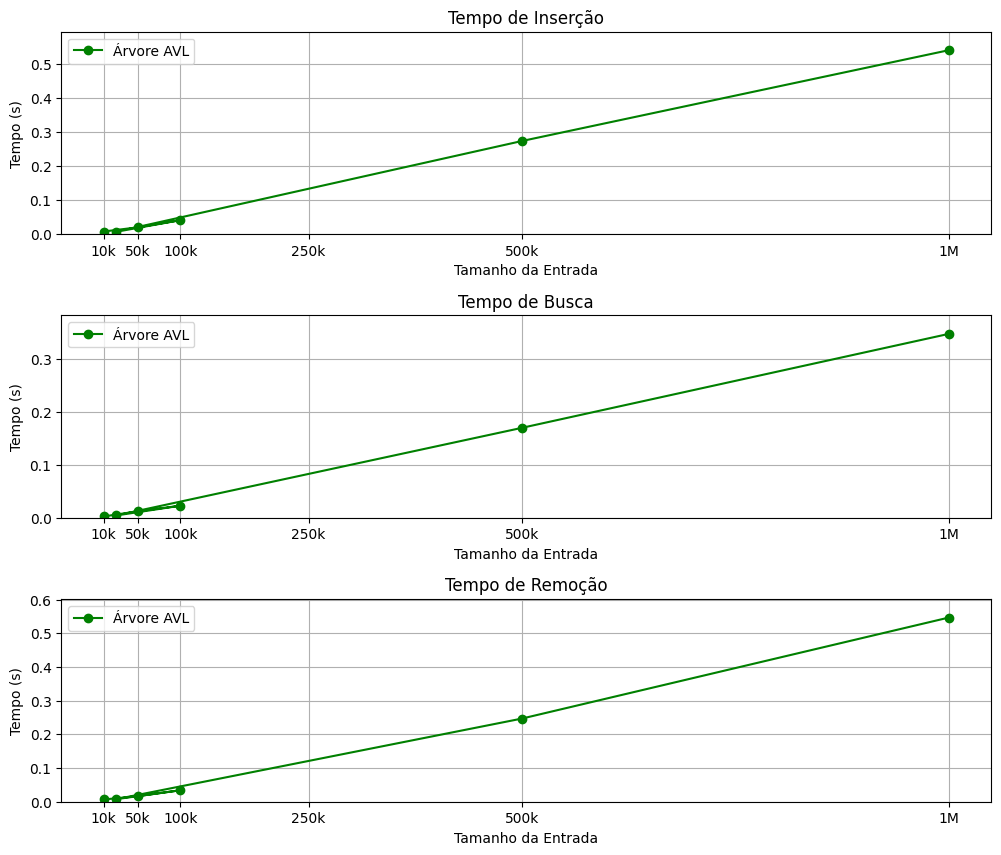 Tempo de Inserção
Árvore AVL
Tempo (s)
0.5
0.4
0.3
0.2
0.1
0.0
10k 50k 100k 250k 500k 1M
Tamanho da Entrada
Tempo de Busca
Árvore AVL
Tempo (s)
0.3
0.2
0.1
0.0
10k 50k 100k 250k 500k 1M
Tamanho da Entrada
Tempo de Remoção
Árvore AVL
Tempo (s)
0.6
0.5
0.4
0.3
0.2
0.1
0.0
10k 50k 100k 250k 500k 1M
Tamanho da Entrada